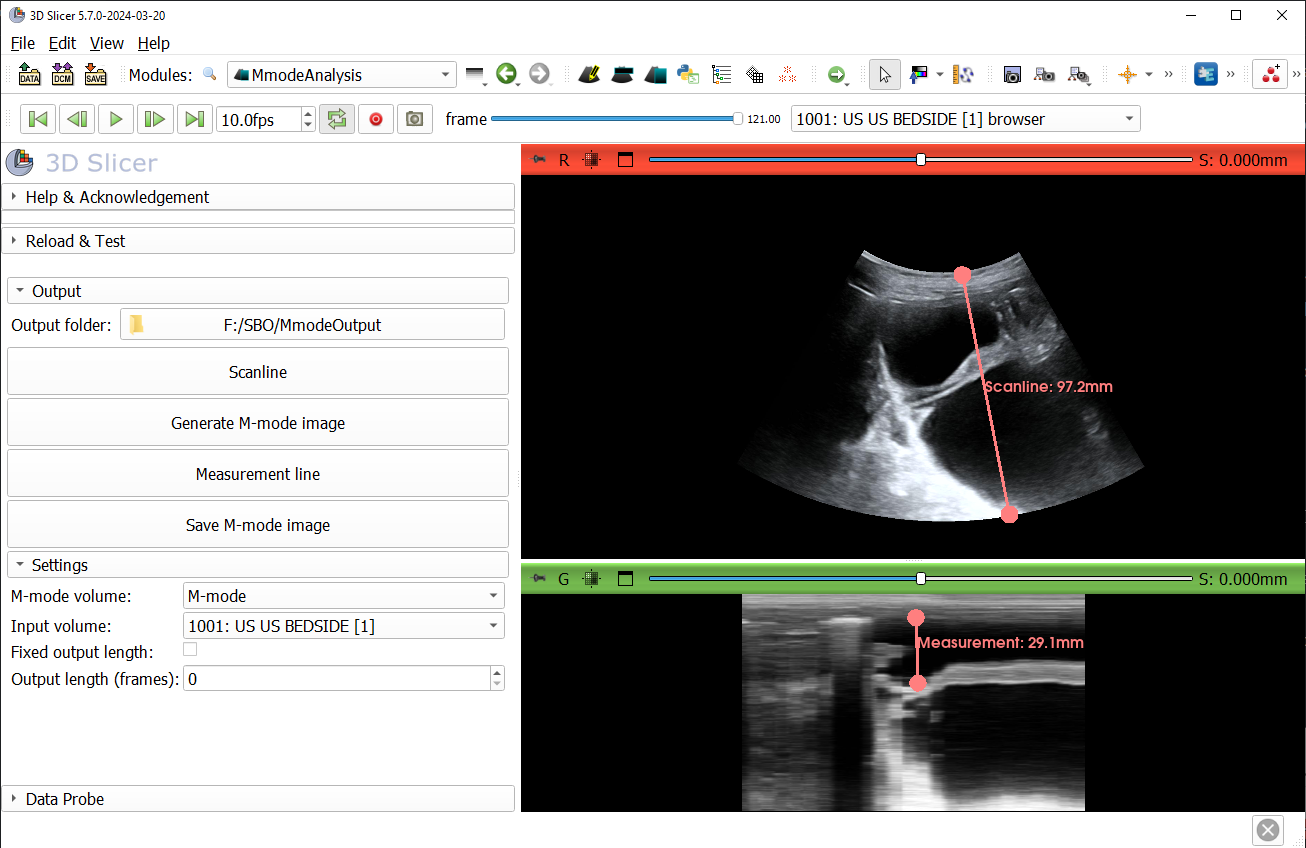 3D Slicer 5.7.0-2024-03-20
File Edit View Help
DATA DCM SAVE Modules: MmodeAnalysis
10.0fps frame 121.00 1001: US US BEDSIDE [1] browser
3D Slicer
Help & Acknowledgement
Reload & Test
Output
Output folder: F:/SBO/MmodeOutput
Scanline
Generate M-mode image
Measurement line
Save M-mode image
Settings
M-mode volume: M-mode
Input volume: 1001: US US BEDSIDE [1]
Fixed output length:
Output length (frames): 0
Data Probe
R S: 0.000mm
Scanline: 97.2mm
G S: 0.000mm
Measurement: 29.1mm